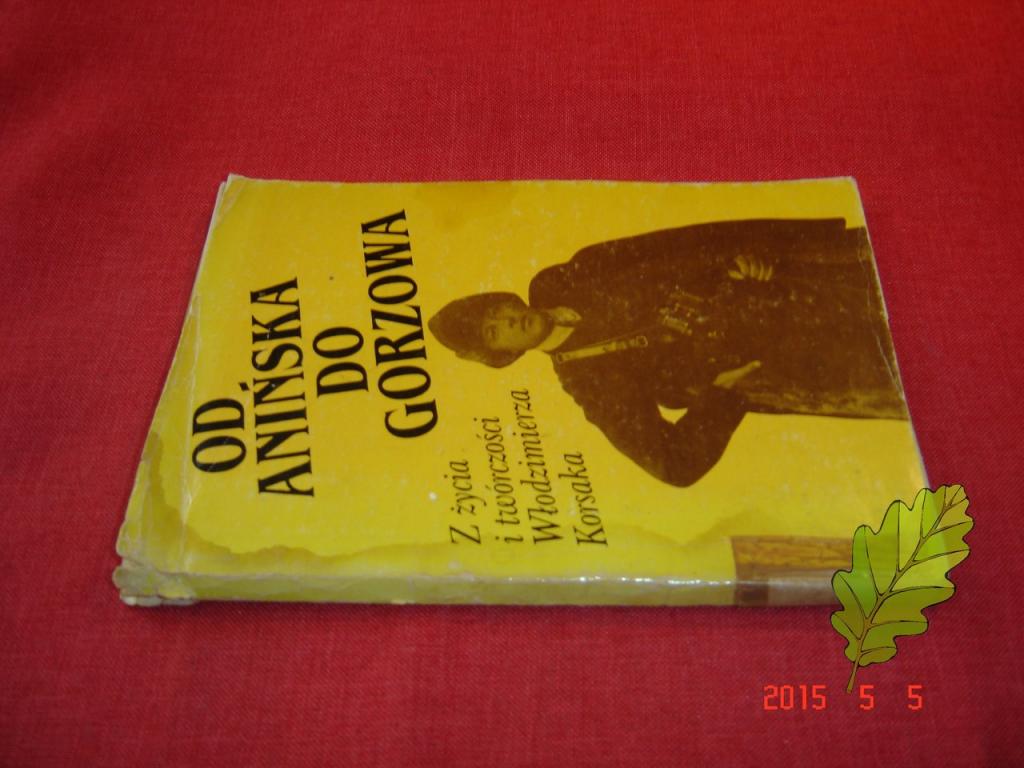 OD
ANIŃSKA
DO
GORZOWA
Z życia
i twórczości
Włodzimierza
Korsaka
2015 5 5